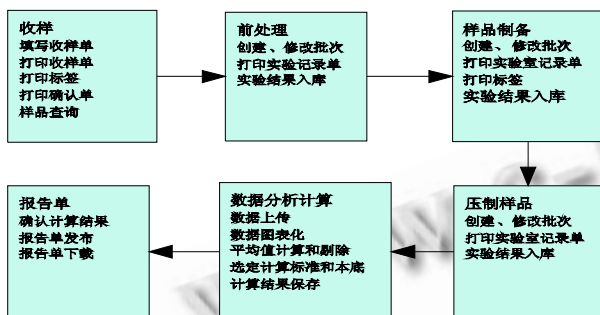 收样
填写收样单
打印收样单
打印标签
打印确认单
样品查询
前处理
创建、修改批次
打印实验记录单
实验结果入库
样品制备
创建、修改批次
打印实验室记录单
打印标签
实验结果入库
压制样品
创建、修改批次
打印实验室记录单
实验结果入库
数据分析计算
数据上传
数据图表化
平均值计算和剔除
选定计算标准和本底
计算结果保存
报告单
确认计算结果
报告单发布
报告单下载